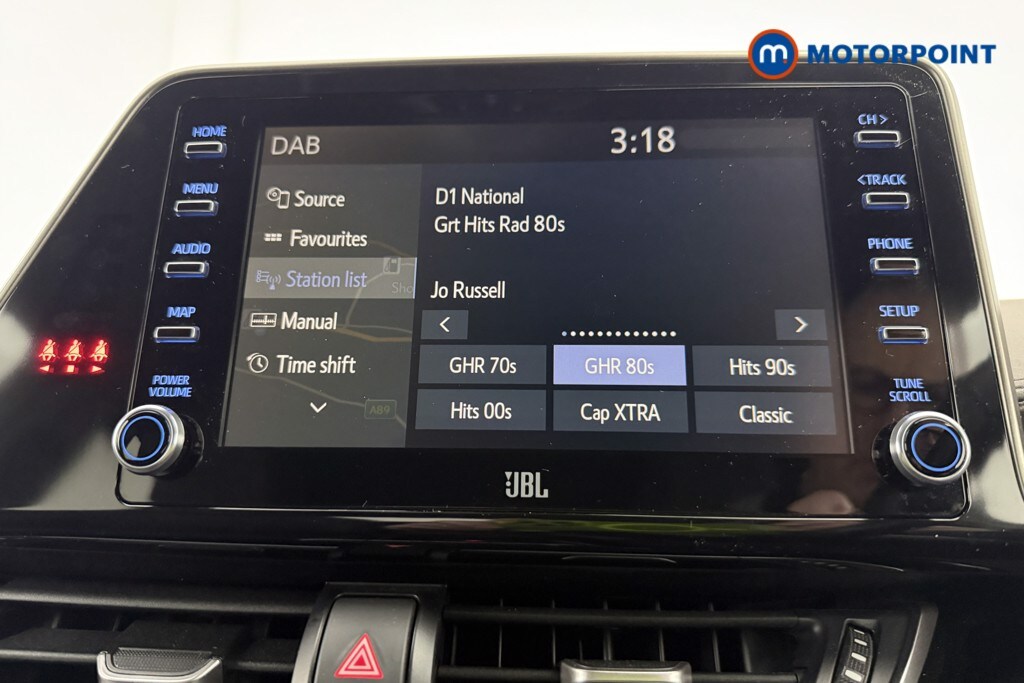 m MOTORPOINT
HOME
MENU
AUDIO
MAP
POWER
VOLUME
DAB
3:18
Source
Favourites
Station list
Manual
Time shift
Sho
A89
D1 National
Grt Hits Rad 80s
Jo Russell
<
>
GHR 70s
GHR 80s
Hits 90s
Hits 00s
Cap XTRA
Classic
CH >
<TRACK
PHONE
SETUP
TUNE
SCROLL
JBL